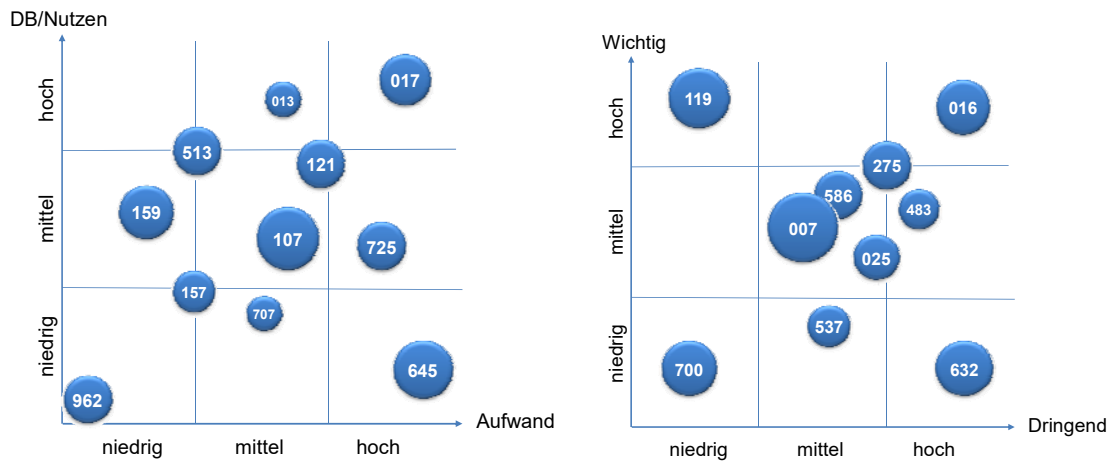 DB/Nutzen
hoch
mittel
niedrig
013
017
513
121
159
107
725
157
707
645
962
niedrig
mittel
hoch
Aufwand
Wichtig
hoch
mittel
niedrig
119
016
275
586
483
007
025
537
700
632
niedrig
mittel
hoch
Dringend